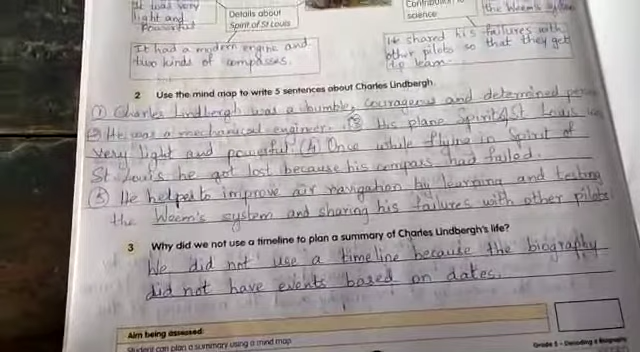 It was very
light and
Powerful
Details about
Spirit of St Louis
Contribution to
science
the Weem's system
It had a modern engine and
two kinds of compasses.
He shared his failures with
other pilots so that they get
to learn.
2 Use the mind map to write 5 sentences about Charles Lindbergh.
① Charles Lindbergh was a humble, courageous and determined person
② He was a mechanical engineer. ③ His plane Spirit of St Louis was
very light and powerful. ④ Once while flying in Spirit of
St. Louis he got lost because his compass had failed.
⑤ He helped to improve air navigation by learning and testing
the Weem's system and sharing his failures with other pilots
3 Why did we not use a timeline to plan a summary of Charles Lindbergh's life?
We did not use a timeline because the biography
did not have events based on dates.
Aim being assessed:
Student can plan a summary using a mind map
Grade 5 - Decoding a Biography